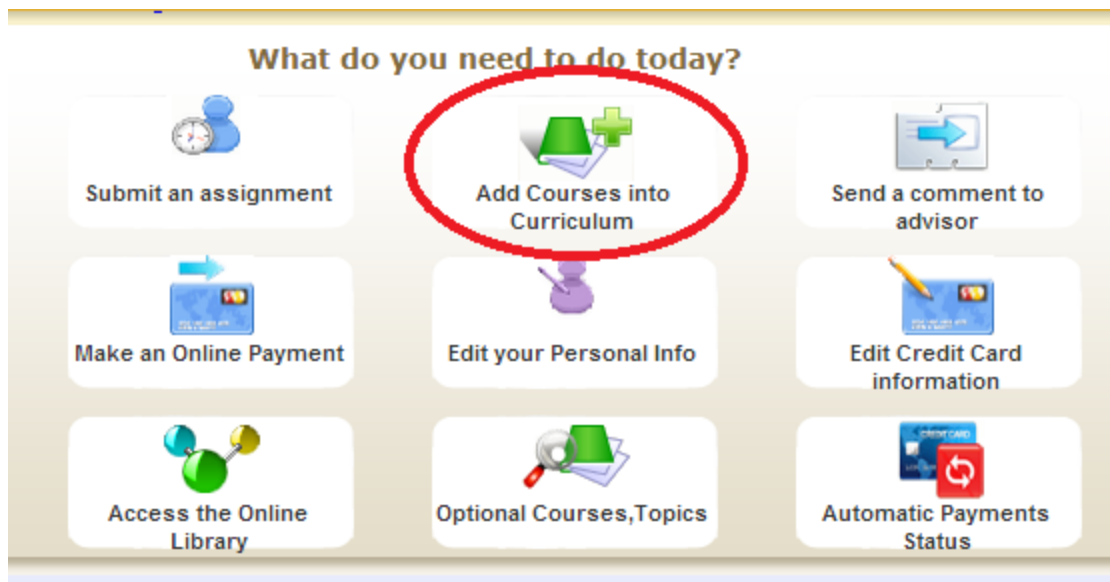 What do you need to do today?
Submit an assignment
Add Courses into
Curriculum
Send a comment to
advisor
Make an Online Payment
Edit your Personal Info
Edit Credit Card
information
Access the Online
Library
Optional Courses,Topics
CREDIT CARD
Automatic Payments
Status